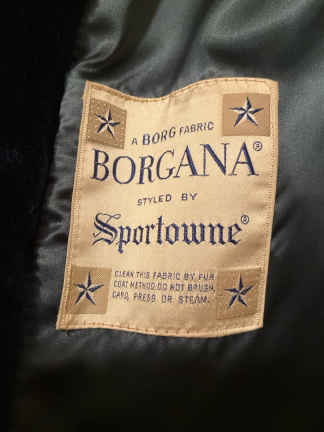 A BORG FABRIC
BORGANA®
STYLED BY
Sportowne®
CLEAN THIS FABRIC BY FUR
COAT METHOD. DO NOT BRUSH,
CARD, PRESS OR STEAM.